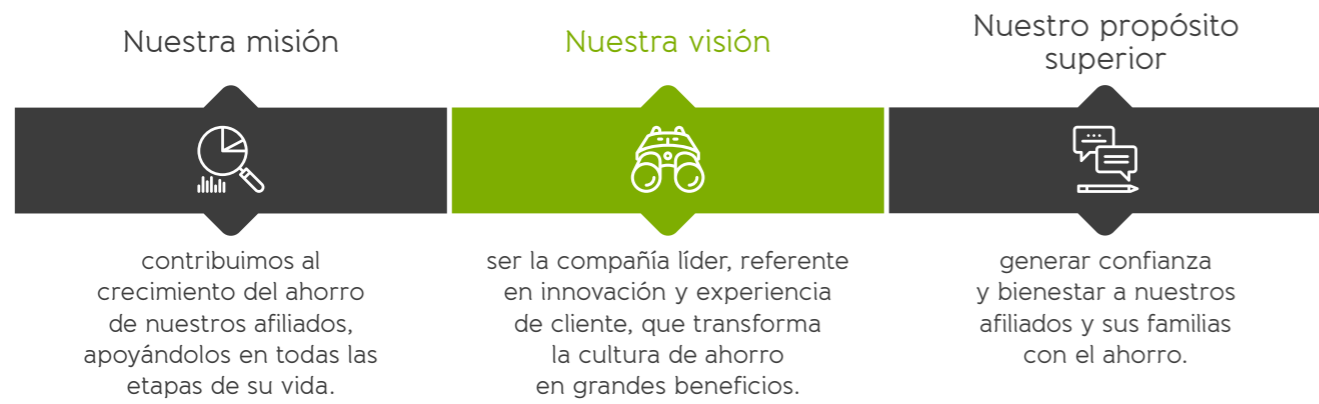 Nuestra misión
contribuimos al
crecimiento del ahorro
de nuestros afiliados,
apoyándolos en todas las
etapas de su vida.
Nuestra visión
ser la compañía líder, referente
en innovación y experiencia
de cliente, que transforma
la cultura de ahorro
en grandes beneficios.
Nuestro propósito
superior
generar confianza
y bienestar a nuestros
afiliados y sus familias
con el ahorro.